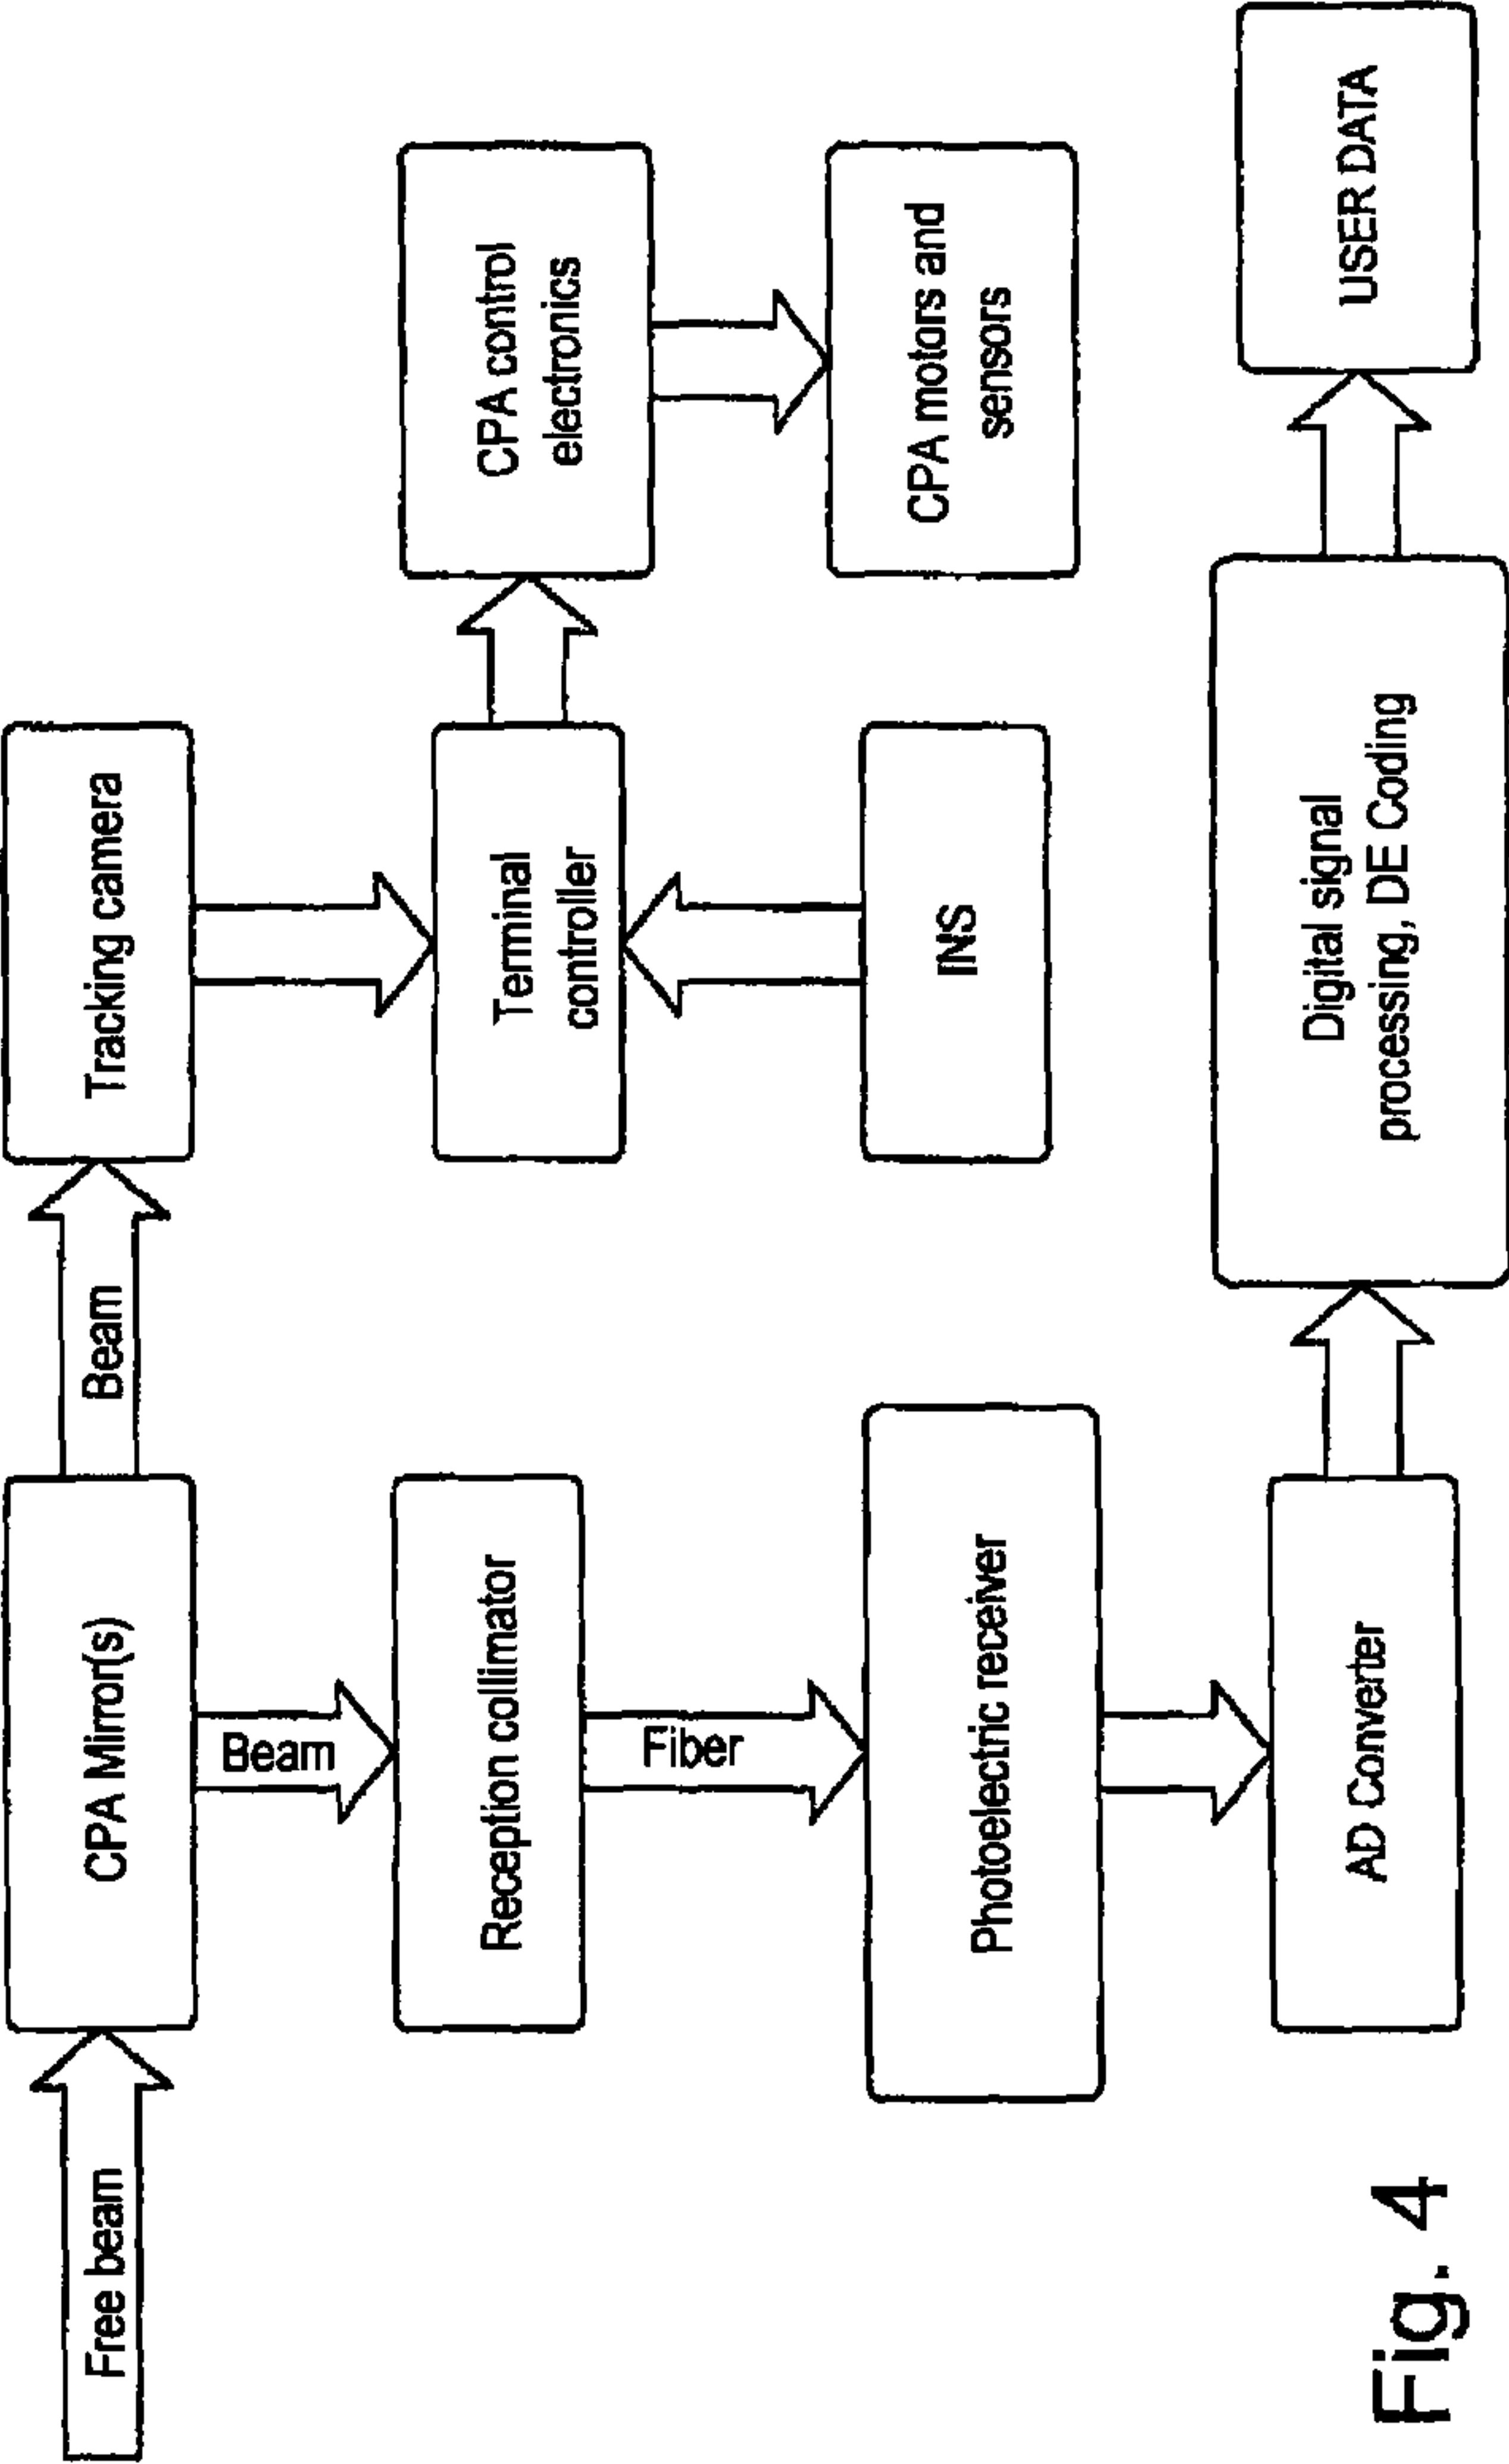 Free beam
CPA Mirror(s)
Beam
Tracking camera
Beam
Reception collimator
Terminal
controller
CPA control
electronics
Fiber
Photoelectric receiver
INS
CPA motors and
sensors
AD Converter
Digital signal
processing, DE Coding
USER DATA
Fig. 4